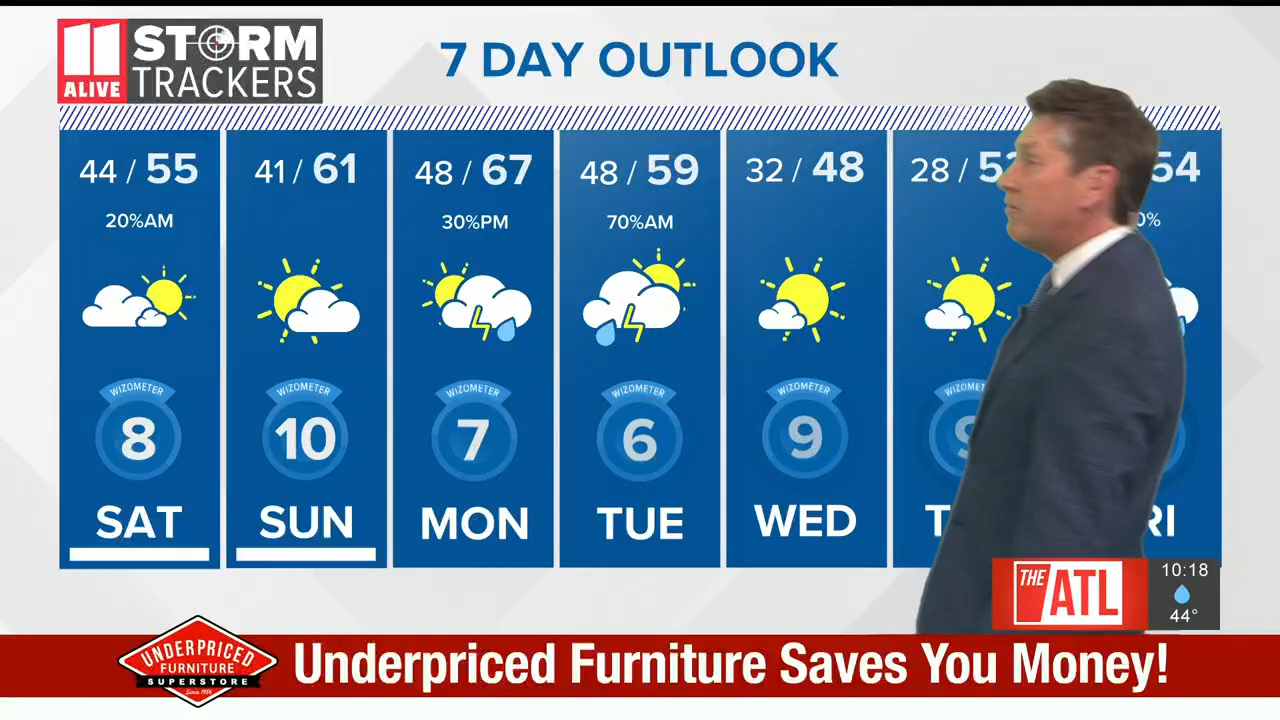 11 ALIVE STORM TRACKERS
7 DAY OUTLOOK
44 / 55
41 / 61
48 / 67
48 / 59
32 / 48
28 /
54
20%AM
30%PM
70%AM
WIZOMETER
WIZOMETER
WIZOMETER
WIZOMETER
WIZOMETER
8
10
7
6
9
SAT
SUN
MON
TUE
WED
THE ATL
10:18
44°
UNDERPRICED
FURNITURE
SUPERSTORE
Since 1996
Underpriced Furniture Saves You Money!